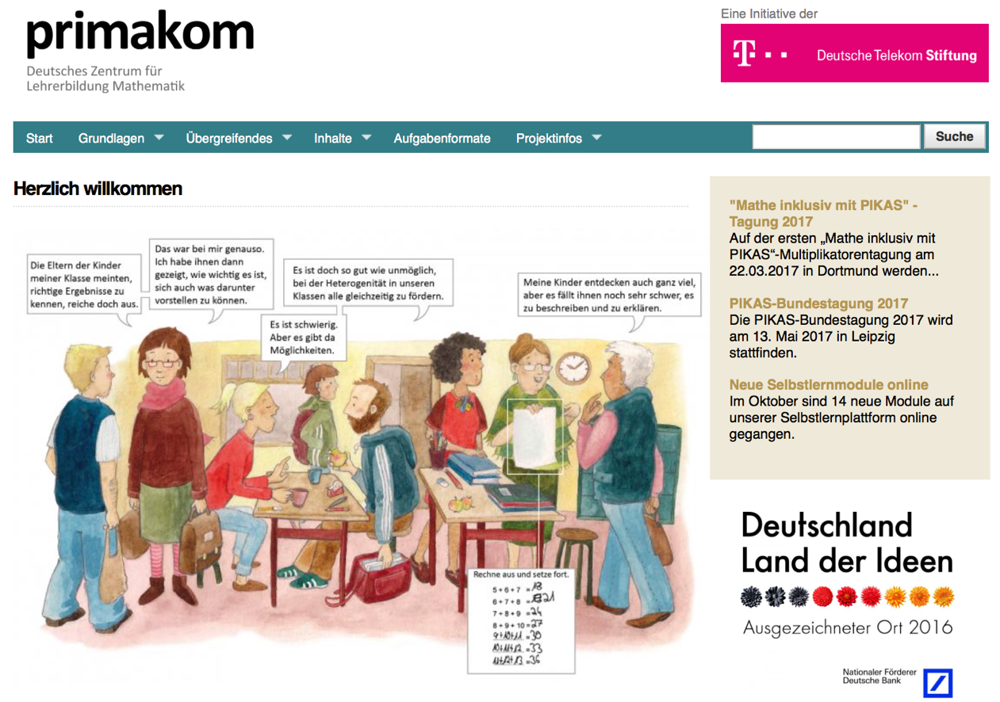 primakom
Deutsches Zentrum für
Lehrerbildung Mathematik
Eine Initiative der
T
Deutsche Telekom Stiftung
Start Grundlagen Übergreifendes Inhalte Aufgabenformate Projektinfos Suche
Herzlich willkommen
Die Eltern der Kinder
meiner Klasse meinten,
richtige Ergebnisse zu
kennen, reiche doch aus.
Das war bei mir genauso.
Ich habe ihnen dann
gezeigt, wie wichtig es ist,
sich auch was darunter
vorstellen zu können.
Es ist doch so gut wie unmöglich,
bei der Heterogenität in unseren
Klassen alle gleichzeitig zu fördern.
Es ist schwierig.
Aber es gibt da
Möglichkeiten.
Meine Kinder entdecken auch ganz viel,
aber es fällt ihnen noch sehr schwer, es
zu beschreiben und zu erklären.
Rechne aus und setze fort.
5 + 6 + 7 = 18
6 + 7 + 8 = 21
7 + 8 + 9 = 24
8 + 9 + 10 = 27
9+10+11 = 30
10+11+12 = 33
11+12+13 = 36
"Mathe inklusiv mit PIKAS" -
Tagung 2017
Auf der ersten „Mathe inklusiv mit
PIKAS“-Multiplikatorentagung am
22.03.2017 in Dortmund werden...
PIKAS-Bundestagung 2017
Die PIKAS-Bundestagung 2017 wird
am 13. Mai 2017 in Leipzig
stattfinden.
Neue Selbstlernmodule online
Im Oktober sind 14 neue Module auf
unserer Selbstlernplattform online
gegangen.
Deutschland
Land der Ideen
Ausgezeichneter Ort 2016
Nationaler Förderer
Deutsche Bank